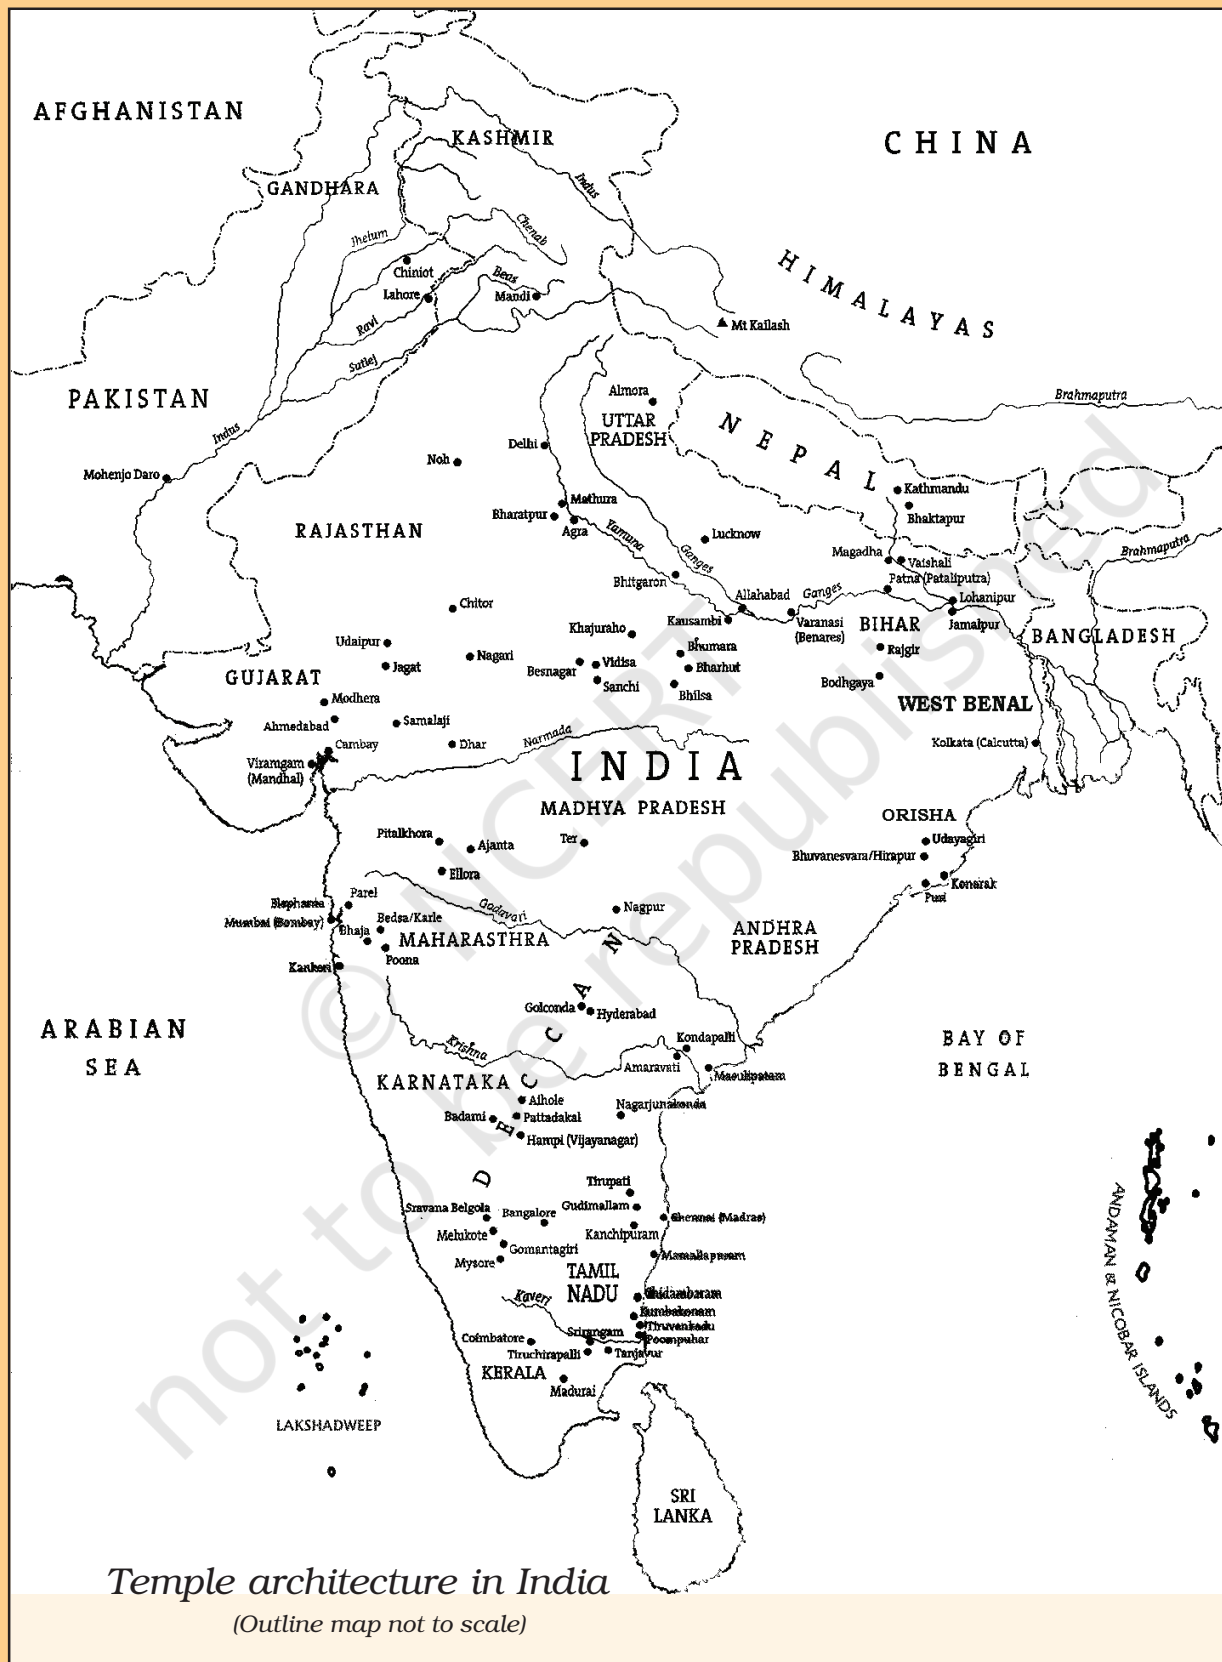 AFGHANISTAN
KASHMIR
CHINA
GANDHARA
Indus
Jhelum
Chenab
Chiniot
Beas
Lahore
Mandi
HIMALAYAS
Ravi
Mt Kailash
Sutlej
PAKISTAN
Almora
Brahmaputra
UTTAR
PRADESH
NEPAL
Indus
Delhi
Noh
Mohenjo Daro
Kathmandu
Mathura
Bhaktapur
Bharatpur
RAJASTHAN
Agra
Yamuna
Lucknow
Ganges
Magadha
Brahmaputra
Vaishali
Bhitgaron
Patna (Pataliputra)
Allahabad
Ganges
Lohanipur
Chitor
Kausambi
Varanasi
(Benares)
BIHAR
Jamalpur
Khajuraho
BANGLADESH
Udaipur
Bhumara
Rajgir
Nagari
Jagat
Vidisa
Besnagar
Bharhut
GUJARAT
Sanchi
Bhilsa
Bodhgaya
Modhera
WEST BENAL
Ahmedabad
Samalaji
Cambay
Dhar
Narmada
Kolkata (Calcutta)
Viramgam
(Mandhal)
INDIA
MADHYA PRADESH
ORISHA
Pitalkhora
Ajanta
Ter
Udayagiri
Bhuvanesvara/Hirapur
Ellora
Konarak
Puri
Parel
Elephanta
Mumbai (Bombay)
Bedsa/Karle
Godavari
Nagpur
Bhaja
MAHARASTHRA
ANDHRA
PRADESH
Poona
Kanheri
DECCAN
Golconda
Hyderabad
ARABIAN
SEA
Krishna
Kondapalli
BAY OF
BENGAL
Amaravati
Masulipatam
KARNATAKA
Aihole
Nagarjunakonda
Badami
Pattadakal
Hampi (Vijayanagar)
Tirupati
Sravana Belgola
Bangalore
Gudimallam
Chennai (Madras)
Melukote
Kanchipuram
Gomantagiri
Mysore
Mamallapuram
TAMIL
NADU
ANDAMAN & NICOBAR ISLANDS
Kaveri
Chidambaram
Kumbakonam
Tiruvenkadu
Srirangam
Poompuhar
Coimbatore
Tiruchirapalli
Tanjavur
KERALA
Madurai
LAKSHADWEEP
SRI
LANKA
© NCERT
not to be republished
Temple architecture in India
(Outline map not to scale)